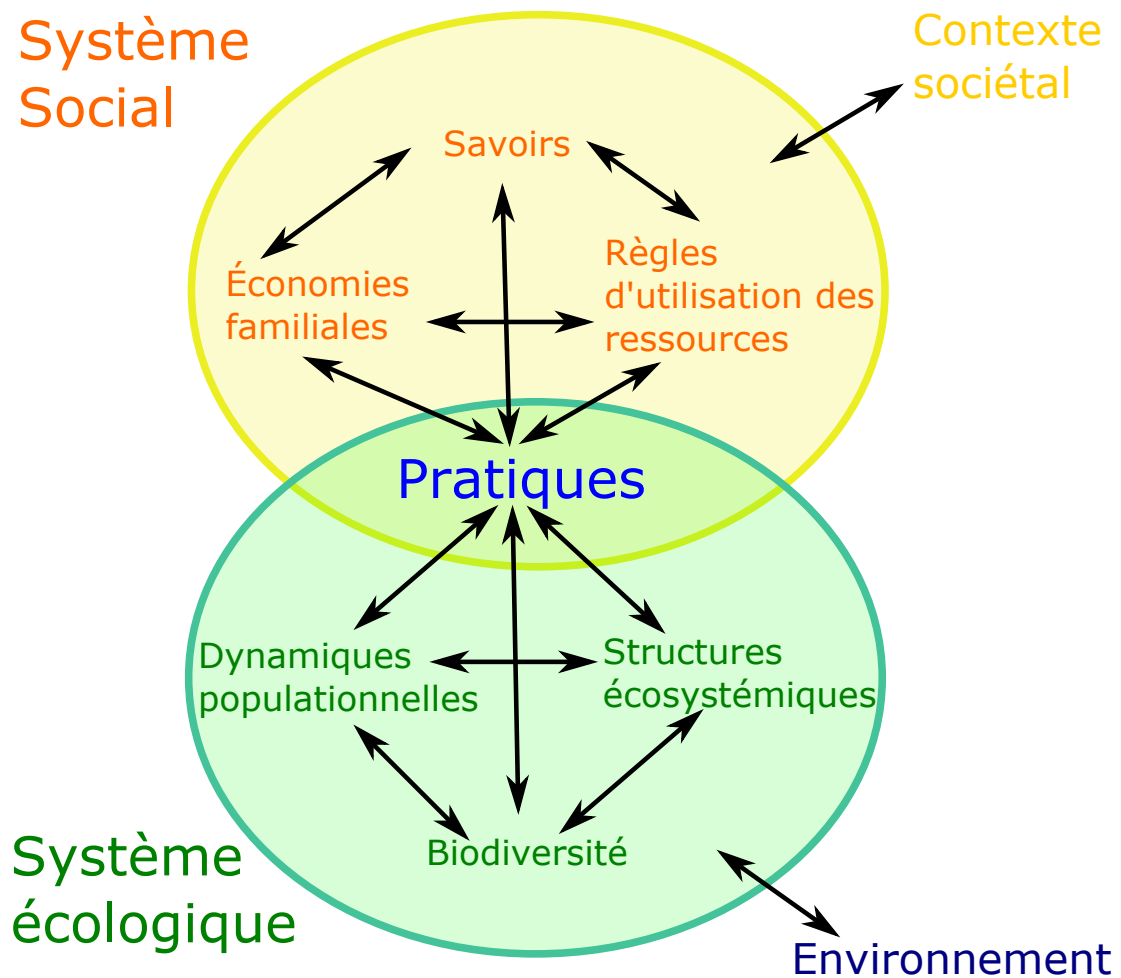 Système
Social
Contexte
sociétal
Savoirs
Économies
familiales
Règles
d'utilisation des
ressources
Pratiques
Dynamiques
populationnelles
Structures
écosystémiques
Biodiversité
Système
écologique
Environnement